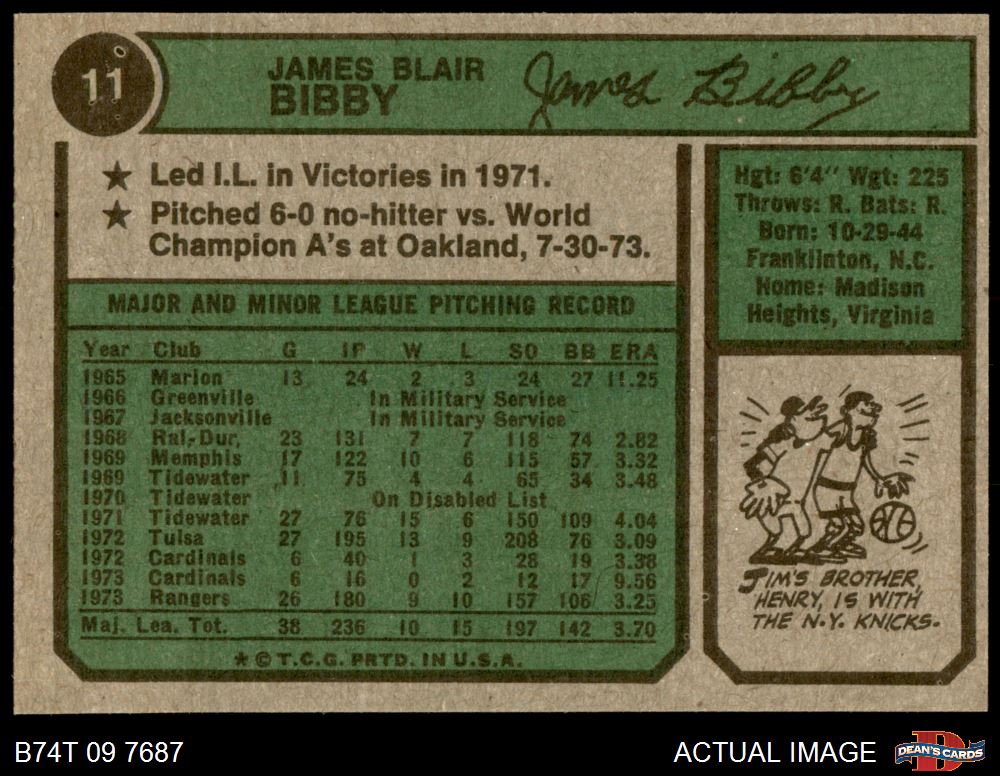 11
JAMES BLAIR
BIBBY
James Bibby
★ Led I.L. in Victories in 1971.
★ Pitched 6-0 no-hitter vs. World
Champion A's at Oakland, 7-30-73.
Hgt: 6'4" Wgt: 225
Throws: R. Bats: R.
Born: 10-29-44
Franklinton, N.C.
Home: Madison
Heights, Virginia
MAJOR AND MINOR LEAGUE PITCHING RECORD
Year Club G IP W L SO BB ERA
1965 Marion 13 24 2 3 24 27 11.25
1966 Greenville In Military Service
1967 Jacksonville In Military Service
1968 Ral.-Dur. 23 131 7 7 118 74 2.82
1969 Memphis 17 122 10 6 115 57 3.32
1969 Tidewater 11 75 4 4 65 34 3.48
1970 Tidewater On Disabled List
1971 Tidewater 27 76 15 6 150 109 4.04
1972 Tulsa 27 195 13 9 208 76 3.09
1972 Cardinals 6 40 1 3 28 19 3.38
1973 Cardinals 6 16 0 2 12 17 9.56
1973 Rangers 26 180 9 10 157 106 3.25
Maj. Lea. Tot. 38 236 10 15 197 142 3.70
★ © T.C.G. PRTD. IN U.S.A.
JIM'S BROTHER,
HENRY, IS WITH
THE N.Y. KNICKS.
B74T 09 7687
ACTUAL IMAGE
DEAN'S CARDS